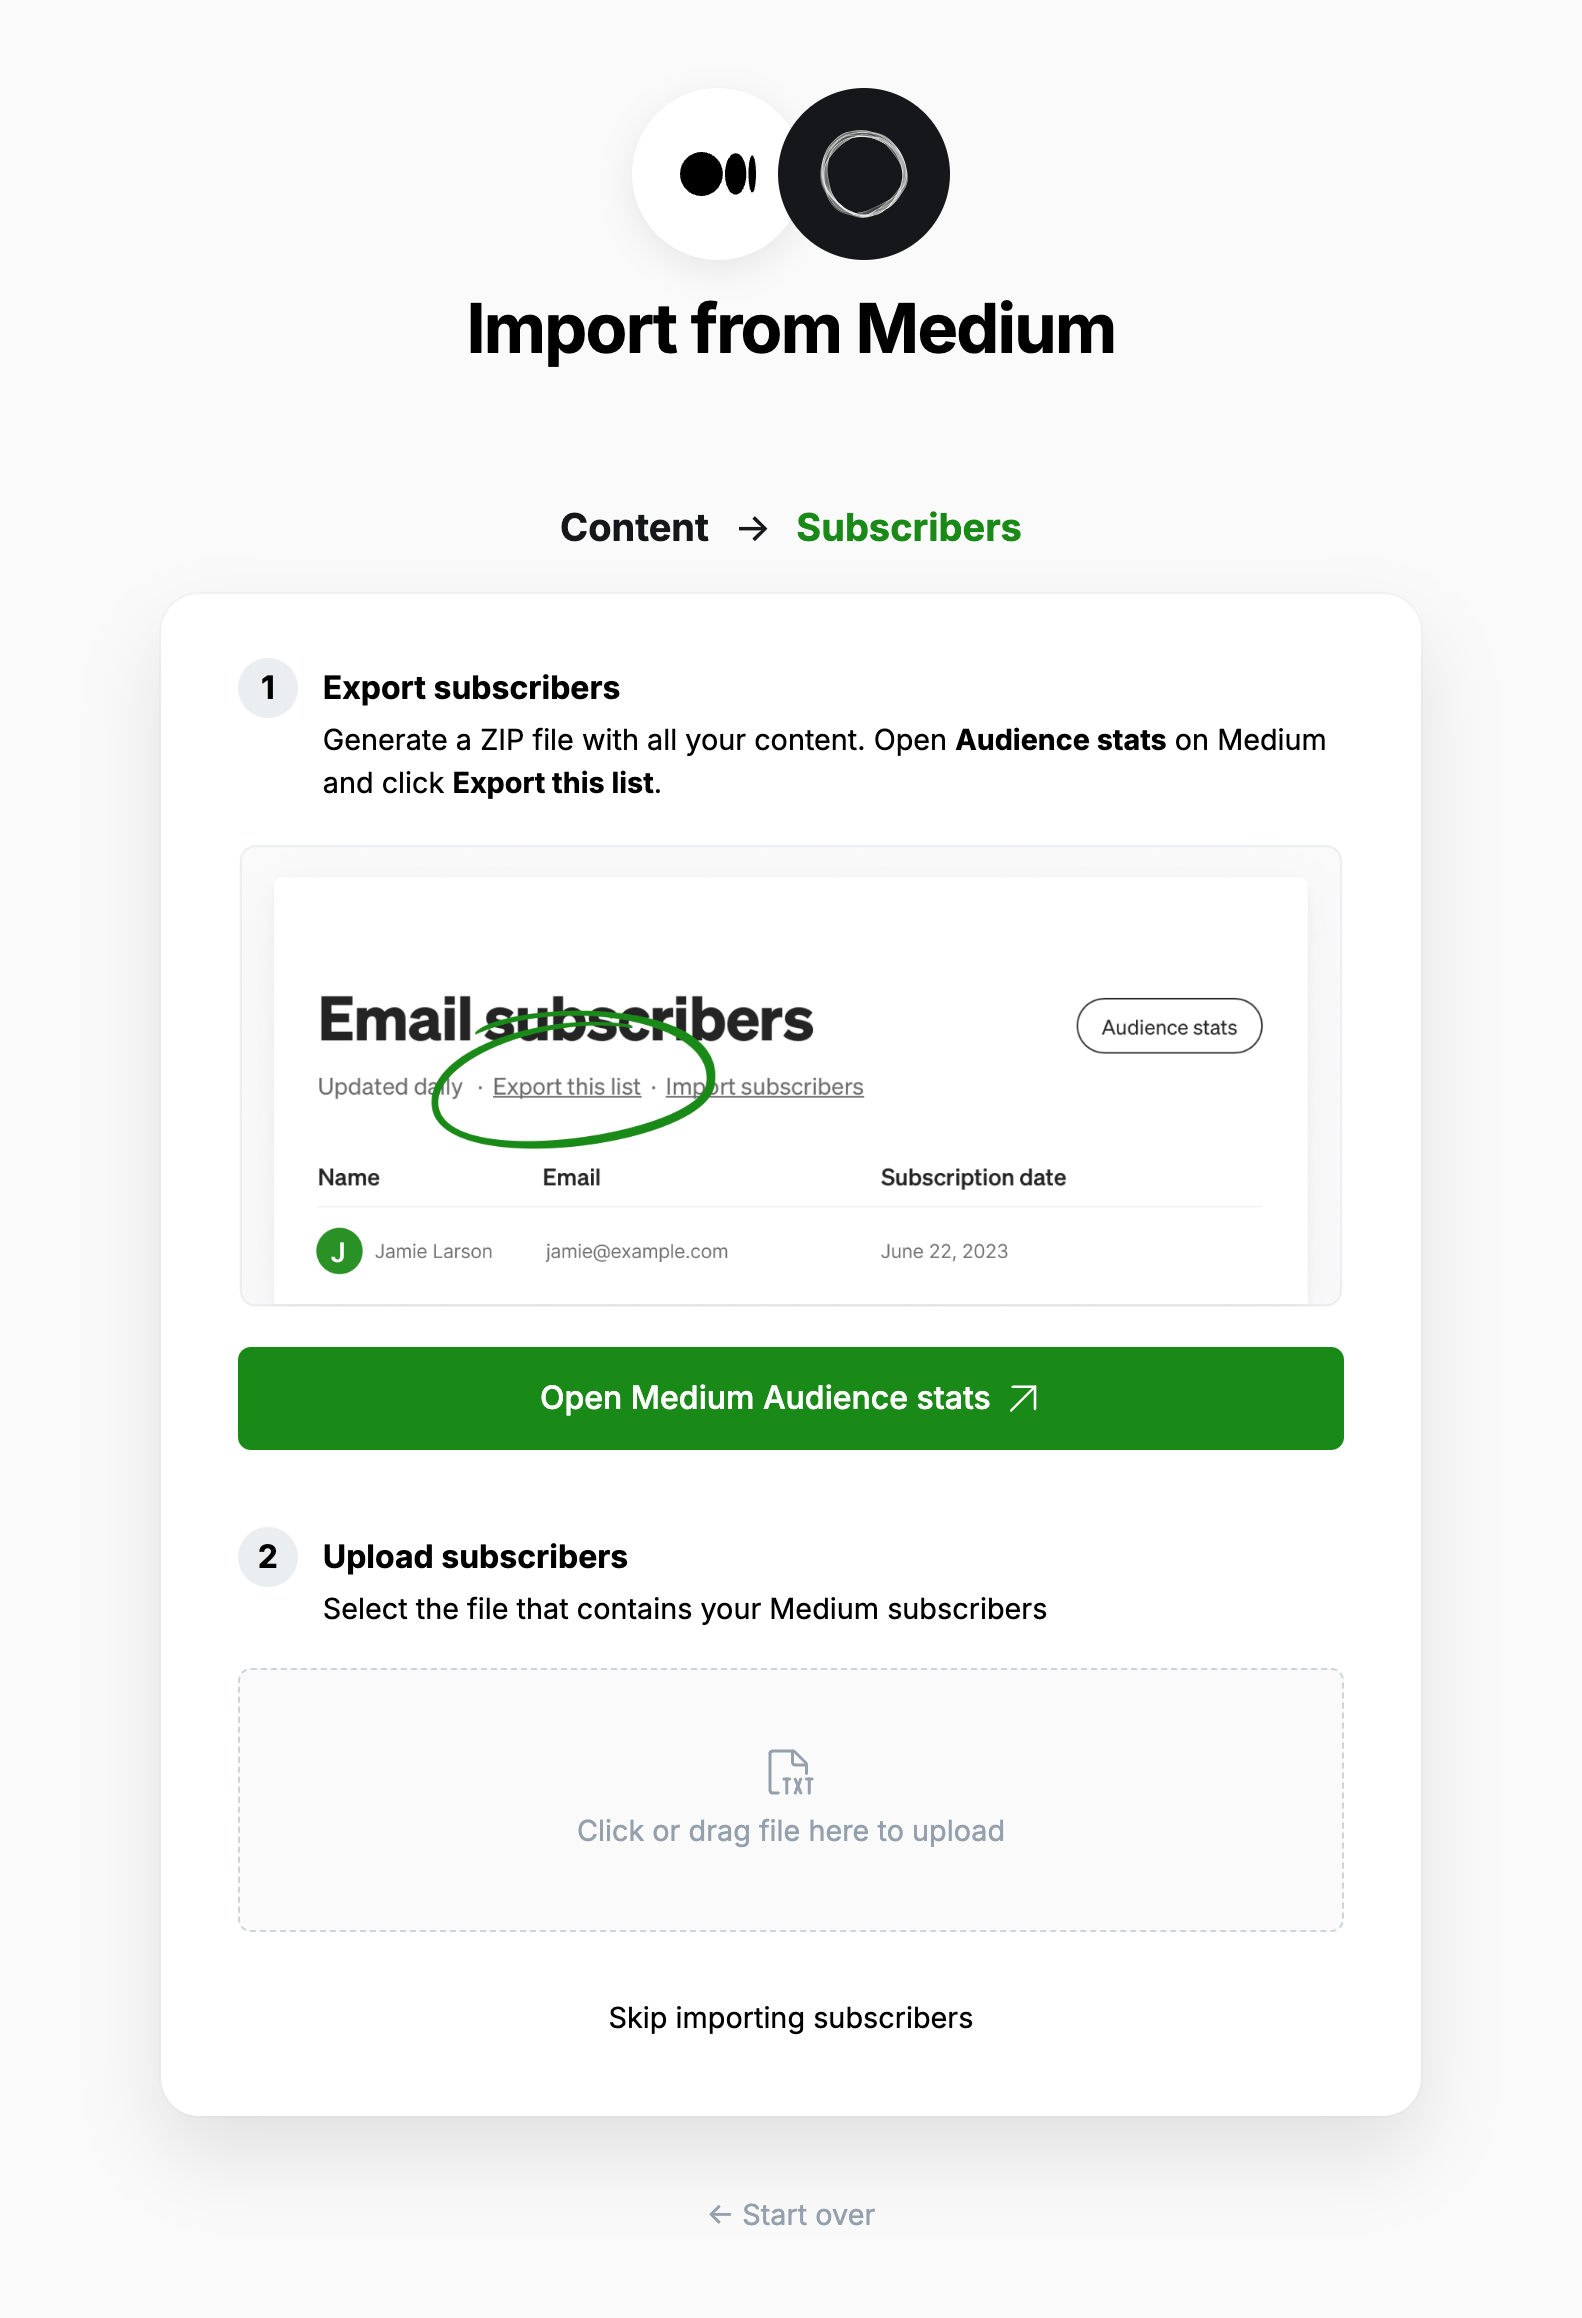 Import from Medium
Content → Subscribers
1 Export subscribers
Generate a ZIP file with all your content. Open Audience stats on Medium
and click Export this list.
Email subscribers
Audience stats
Updated daily · Export this list · Import subscribers
Name Email Subscription date
J Jamie Larson jamie@example.com June 22, 2023
Open Medium Audience stats
2 Upload subscribers
Select the file that contains your Medium subscribers
TXT
Click or drag file here to upload
Skip importing subscribers
← Start over